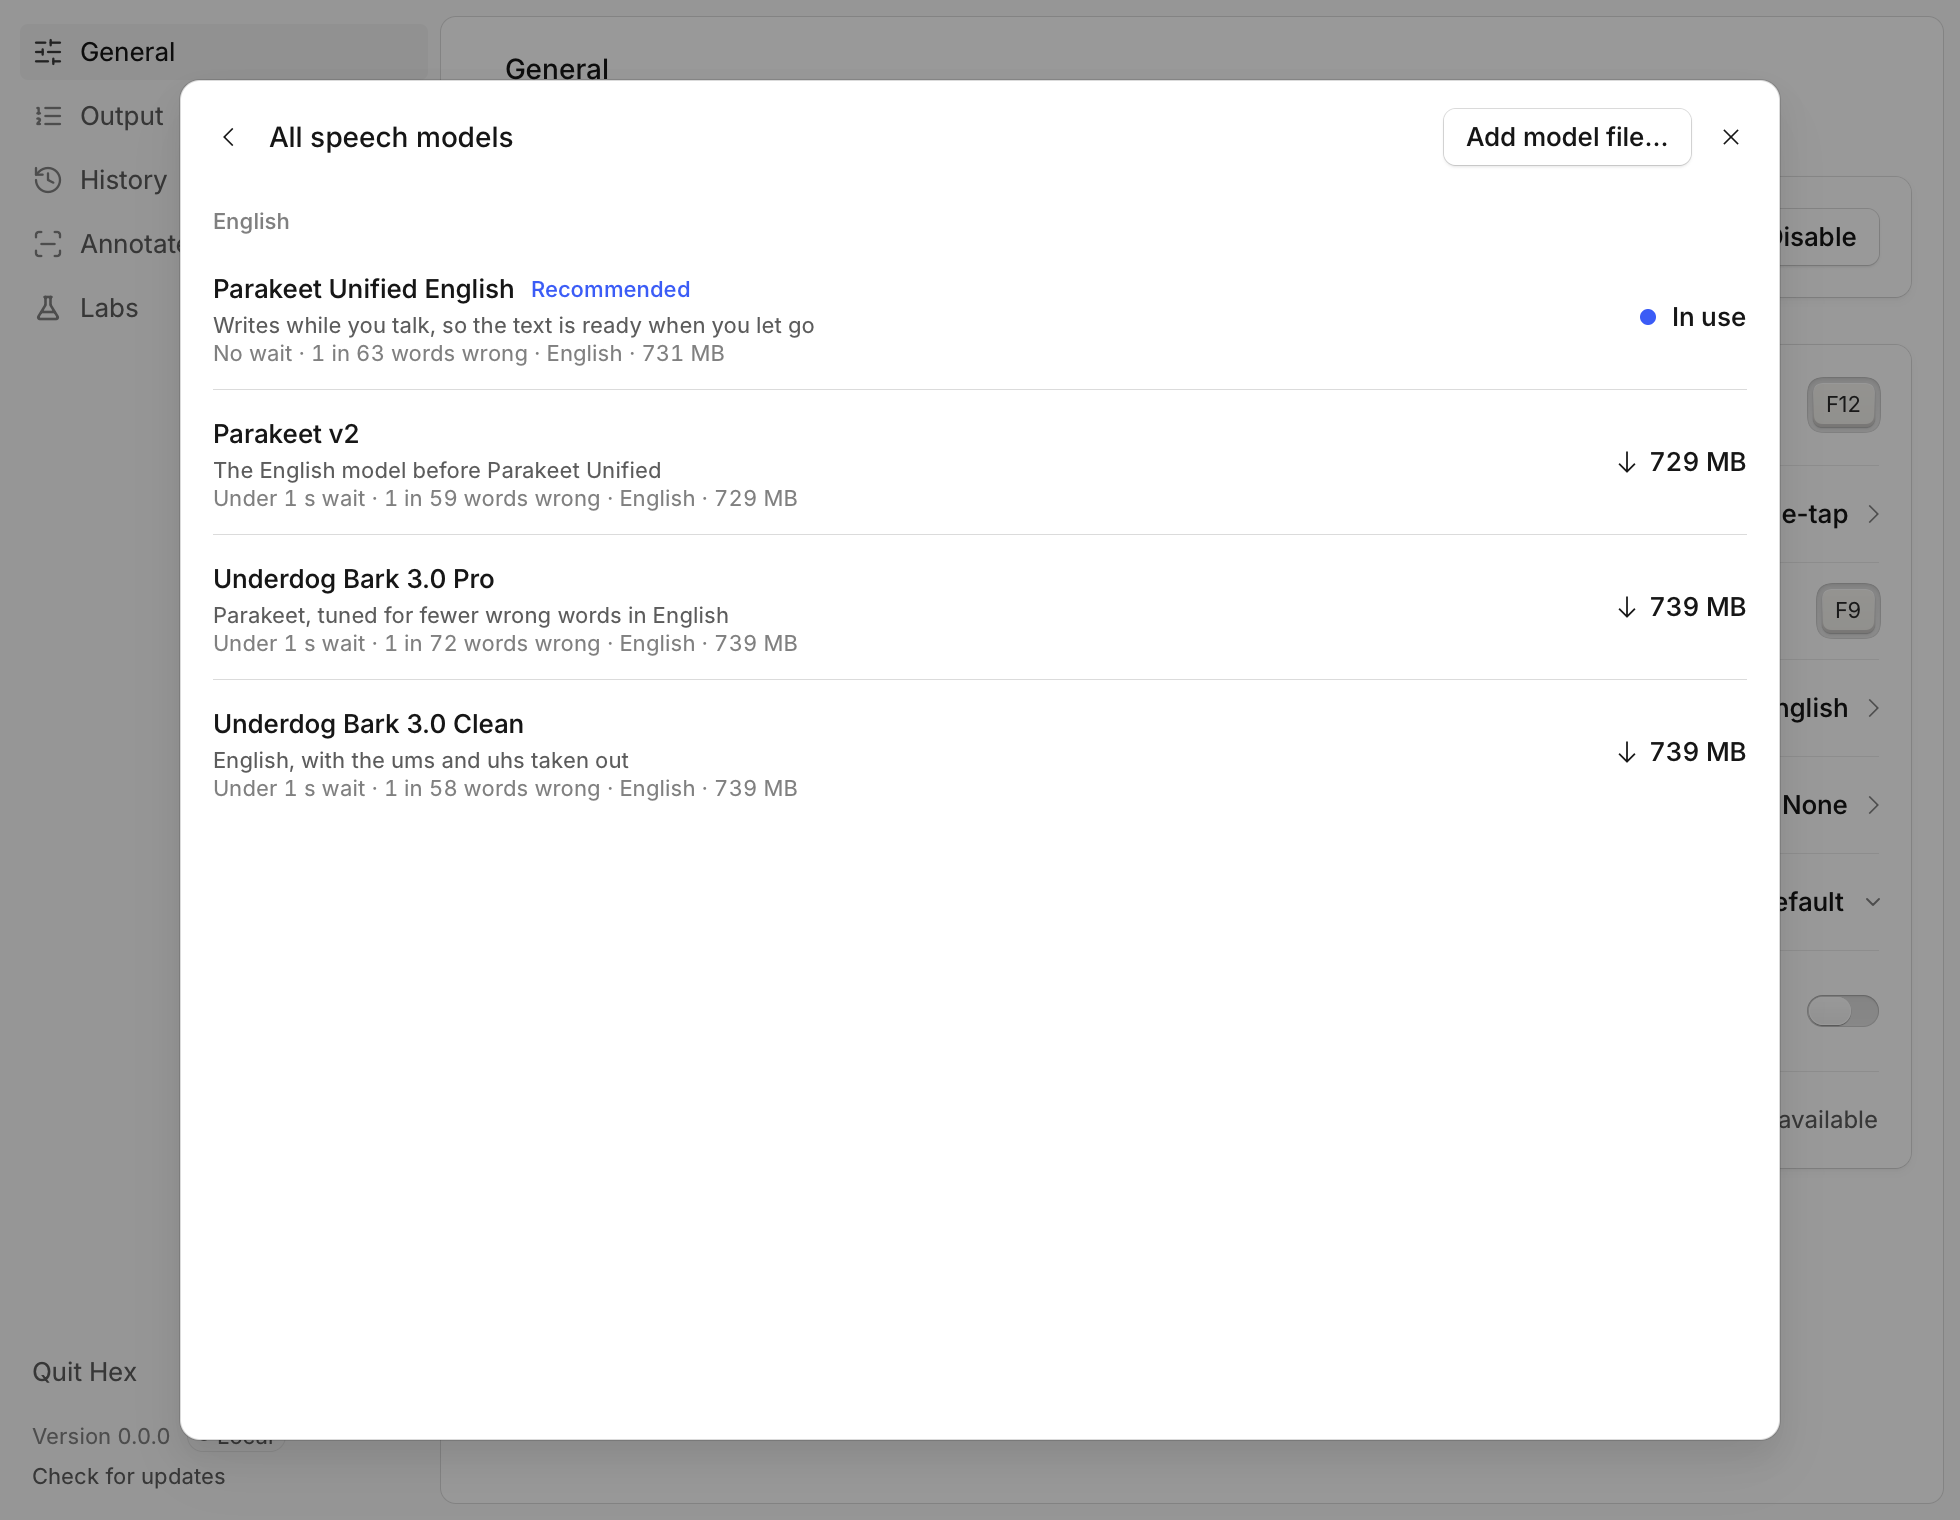 General
Output
History
Annotate
Labs
General
All speech models
Add model file...
English
Parakeet Unified English Recommended
Writes while you talk, so the text is ready when you let go
No wait · 1 in 63 words wrong · English · 731 MB
In use
Parakeet v2
The English model before Parakeet Unified
Under 1 s wait · 1 in 59 words wrong · English · 729 MB
729 MB
Underdog Bark 3.0 Pro
Parakeet, tuned for fewer wrong words in English
Under 1 s wait · 1 in 72 words wrong · English · 739 MB
739 MB
Underdog Bark 3.0 Clean
English, with the ums and uhs taken out
Under 1 s wait · 1 in 58 words wrong · English · 739 MB
739 MB
isable
F12
e-tap
F9
nglish
None
efault
available
Quit Hex
Version 0.0.0
Check for updates